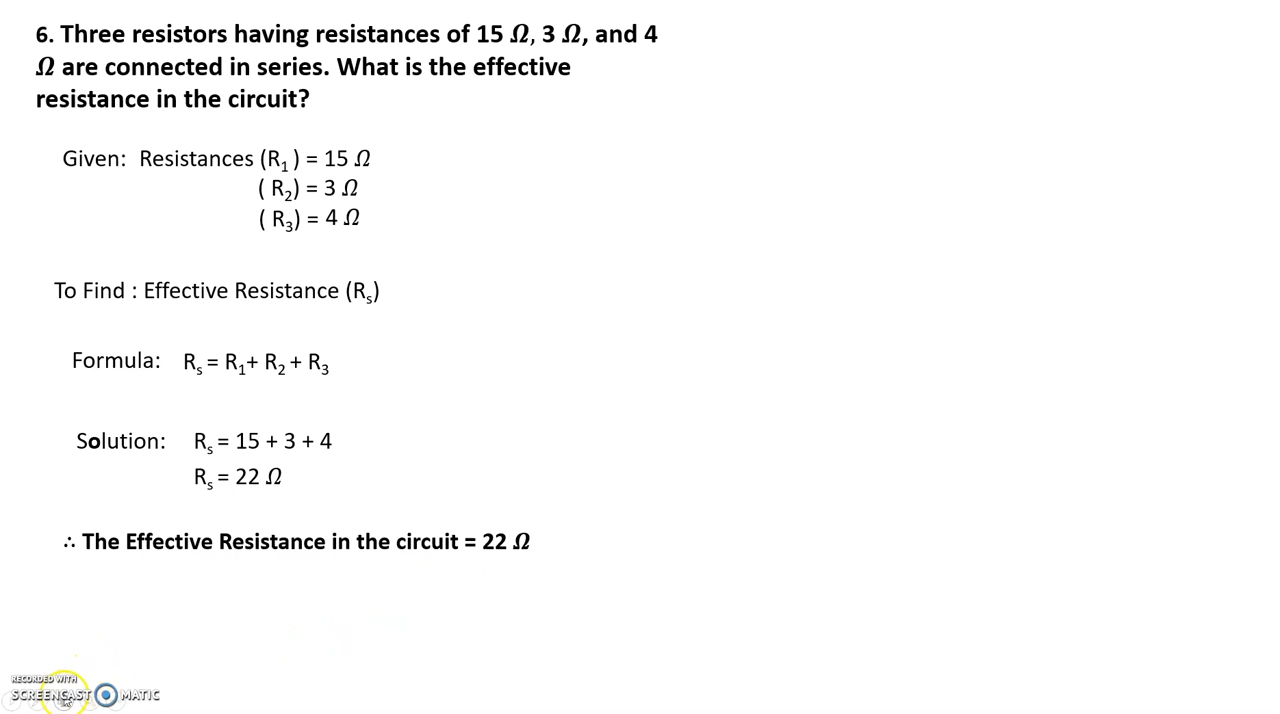 6. Three resistors having resistances of 15 𝜴, 3 𝜴, and 4
𝜴 are connected in series. What is the effective
resistance in the circuit?
Given: Resistances (R₁ ) = 15 𝛺
( R₂) = 3 𝛺
( R₃) = 4 𝛺
To Find : Effective Resistance (Rₛ)
Formula: Rₛ = R₁+ R₂ + R₃
Solution: Rₛ = 15 + 3 + 4
Rₛ = 22 𝛺
∴ The Effective Resistance in the circuit = 22 𝜴
RECORDED WITH
SCREENCAST MATIC